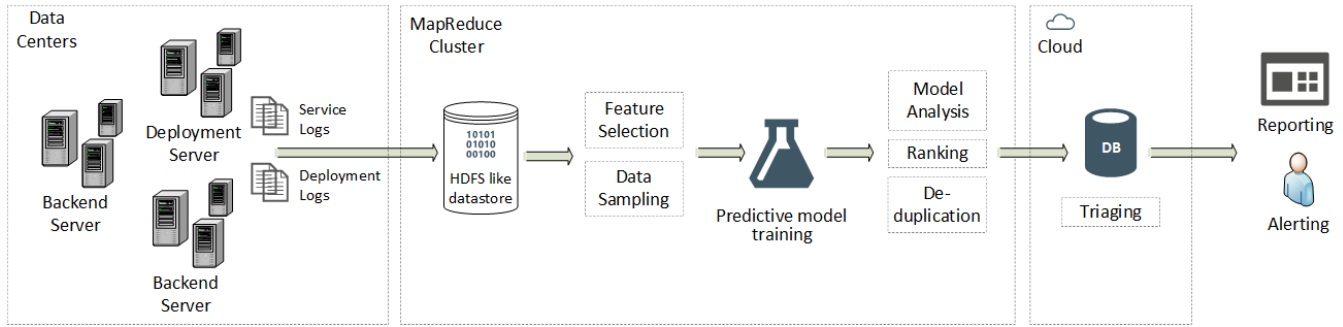 Data
Centers
Deployment
Server
Backend
Server
Backend
Server
Service
Logs
Deployment
Logs
MapReduce
Cluster
10101
01010
00100
HDFS like
datastore
Feature
Selection
Data
Sampling
Predictive model
training
Model
Analysis
Ranking
De-
duplication
Cloud
DB
Triaging
Reporting
Alerting